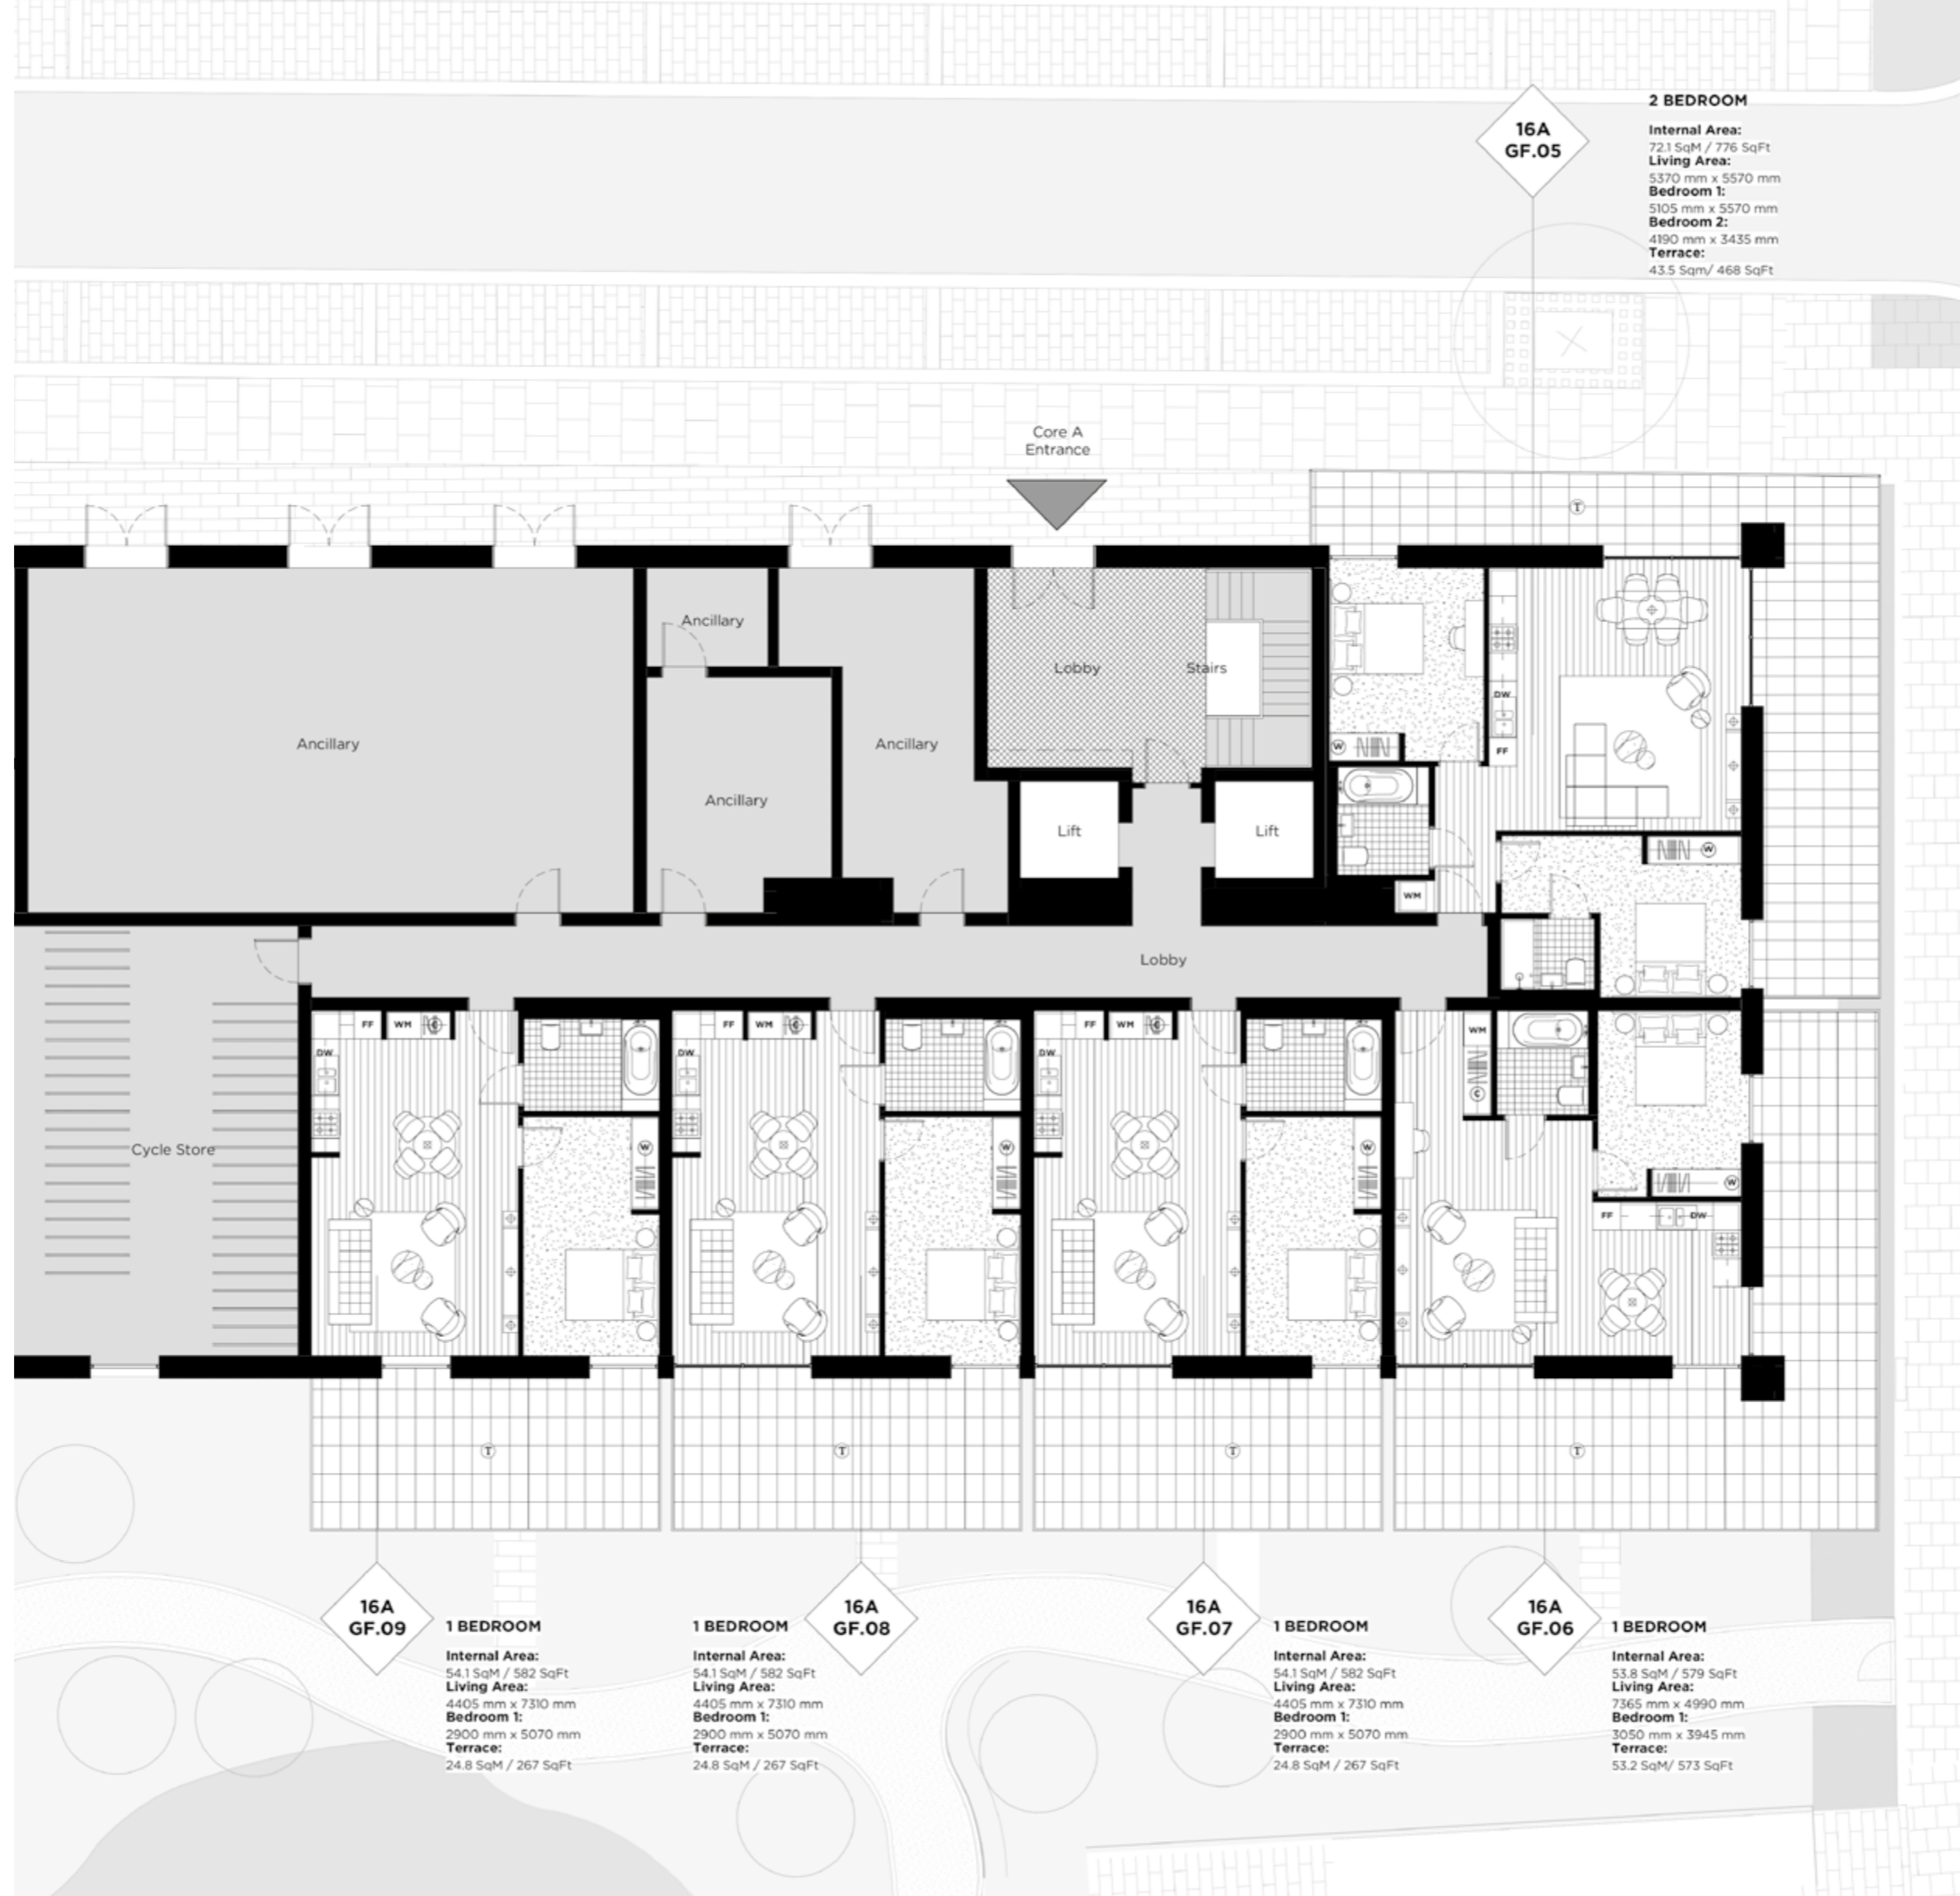 16A
GF.05
2 BEDROOM
Internal Area:
72.1 SqM / 776 SqFt
Living Area:
5370 mm x 5570 mm
Bedroom 1:
5105 mm x 5570 mm
Bedroom 2:
4190 mm x 3435 mm
Terrace:
43.5 Sqm/ 468 SqFt
Core A
Entrance
T
Ancillary
Lobby
Stairs
DW
Ancillary
Ancillary
W
FF
Ancillary
Lift
Lift
W
WM
Lobby
FF
WM
C
FF
WM
C
FF
WM
C
WM
DW
DW
DW
C
Cycle Store
W
W
W
W
FF
DW
T
T
T
T
16A
GF.09
1 BEDROOM
Internal Area:
54.1 SqM / 582 SqFt
Living Area:
4405 mm x 7310 mm
Bedroom 1:
2900 mm x 5070 mm
Terrace:
24.8 SqM / 267 SqFt
1 BEDROOM
Internal Area:
54.1 SqM / 582 SqFt
Living Area:
4405 mm x 7310 mm
Bedroom 1:
2900 mm x 5070 mm
Terrace:
24.8 SqM / 267 SqFt
16A
GF.08
16A
GF.07
1 BEDROOM
Internal Area:
54.1 SqM / 582 SqFt
Living Area:
4405 mm x 7310 mm
Bedroom 1:
2900 mm x 5070 mm
Terrace:
24.8 SqM / 267 SqFt
16A
GF.06
1 BEDROOM
Internal Area:
53.8 SqM / 579 SqFt
Living Area:
7365 mm x 4990 mm
Bedroom 1:
3050 mm x 3945 mm
Terrace:
53.2 SqM/ 573 SqFt